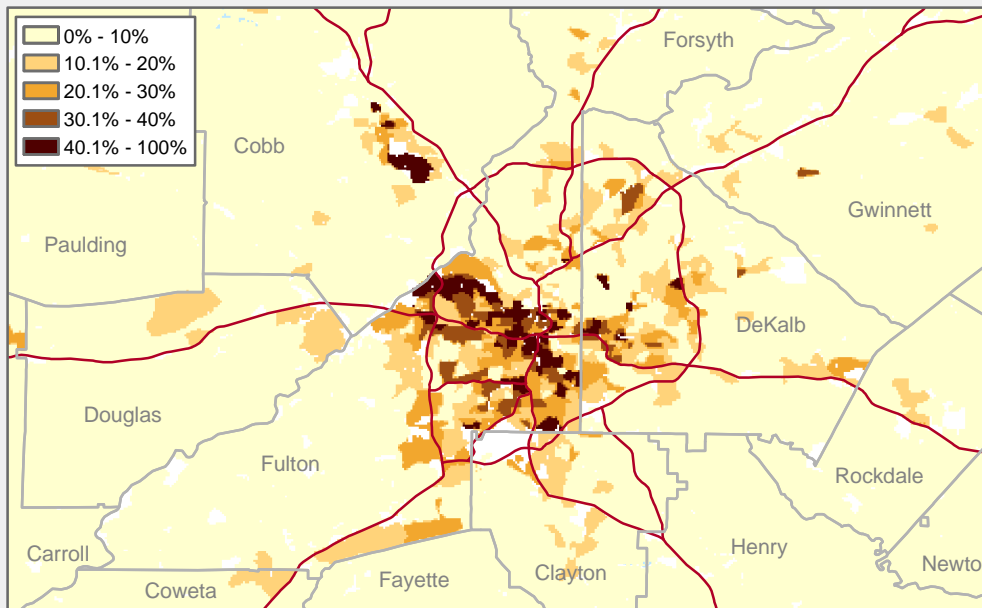 0% - 10%
10.1% - 20%
20.1% - 30%
30.1% - 40%
40.1% - 100%
Forsyth
Cobb
Gwinnett
Paulding
DeKalb
Douglas
Fulton
Rockdale
Carroll
Henry
Newto
Coweta
Fayette
Clayton